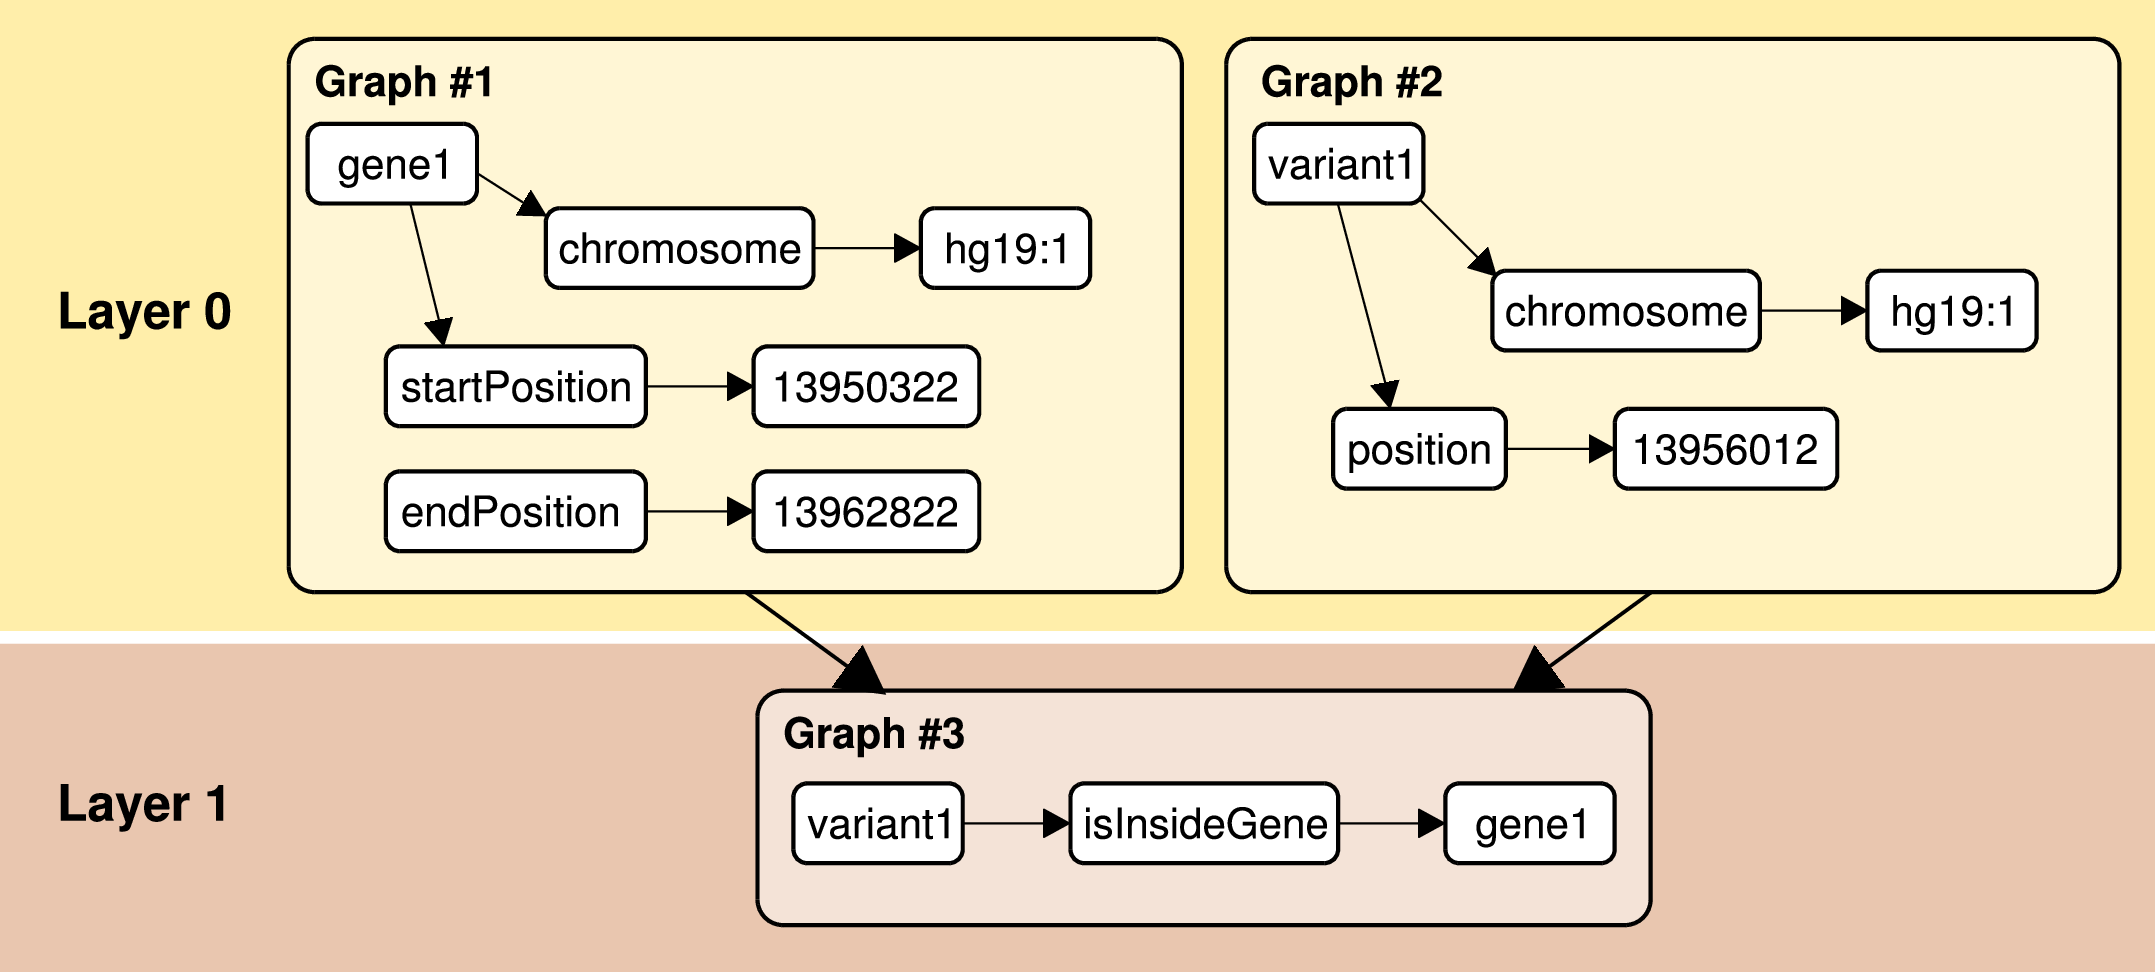 Layer 0
Graph #1
gene1
chromosome
hg19:1
startPosition
13950322
endPosition
13962822
Graph #2
variant1
chromosome
hg19:1
position
13956012
Layer 1
Graph #3
variant1
isInsideGene
gene1